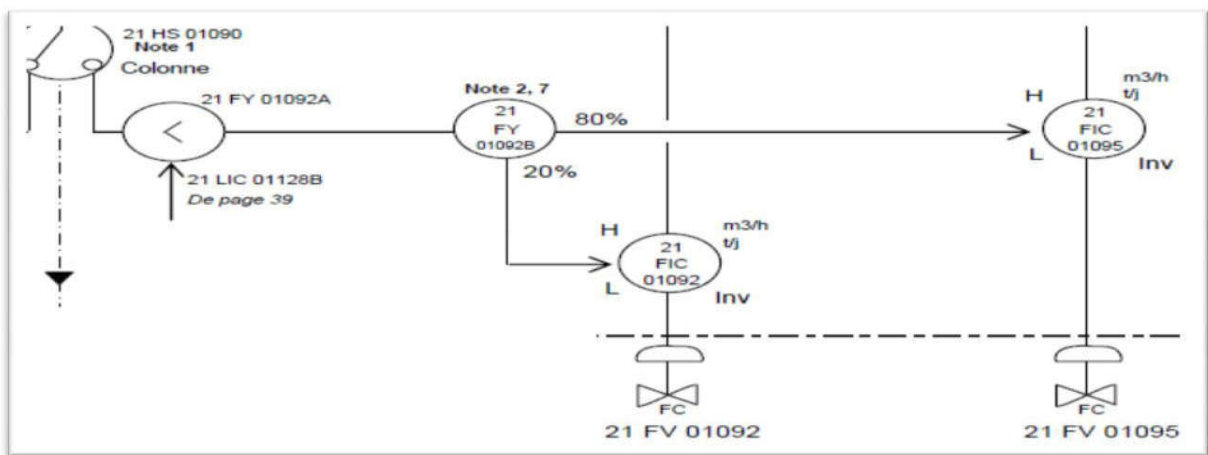 21 HS 01090
Note 1
Colonne
21 FY 01092A
<
21 LIC 01128B
De page 39
Note 2, 7
21
FY
01092B
80%
20%
H
L
21
FIC
01092
m3/h
t/j
Inv
H
L
21
FIC
01095
m3/h
t/j
Inv
FC
21 FV 01092
FC
21 FV 01095